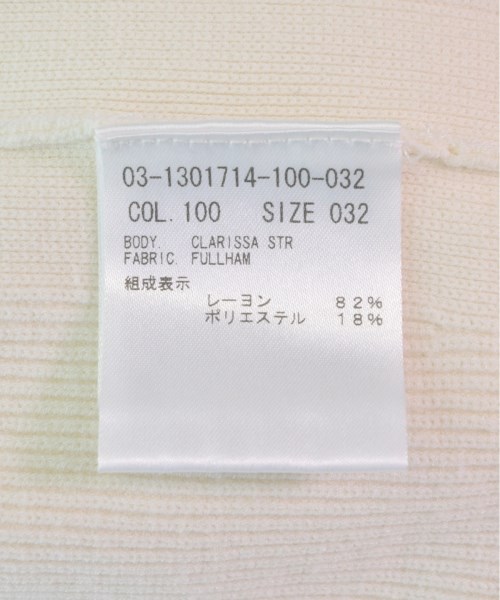 03-1301714-100-032
COL. 100 SIZE 032
BODY. CLARISSA STR
FABRIC. FULLHAM
組成表示
レーヨン 82%
ポリエステル 18%